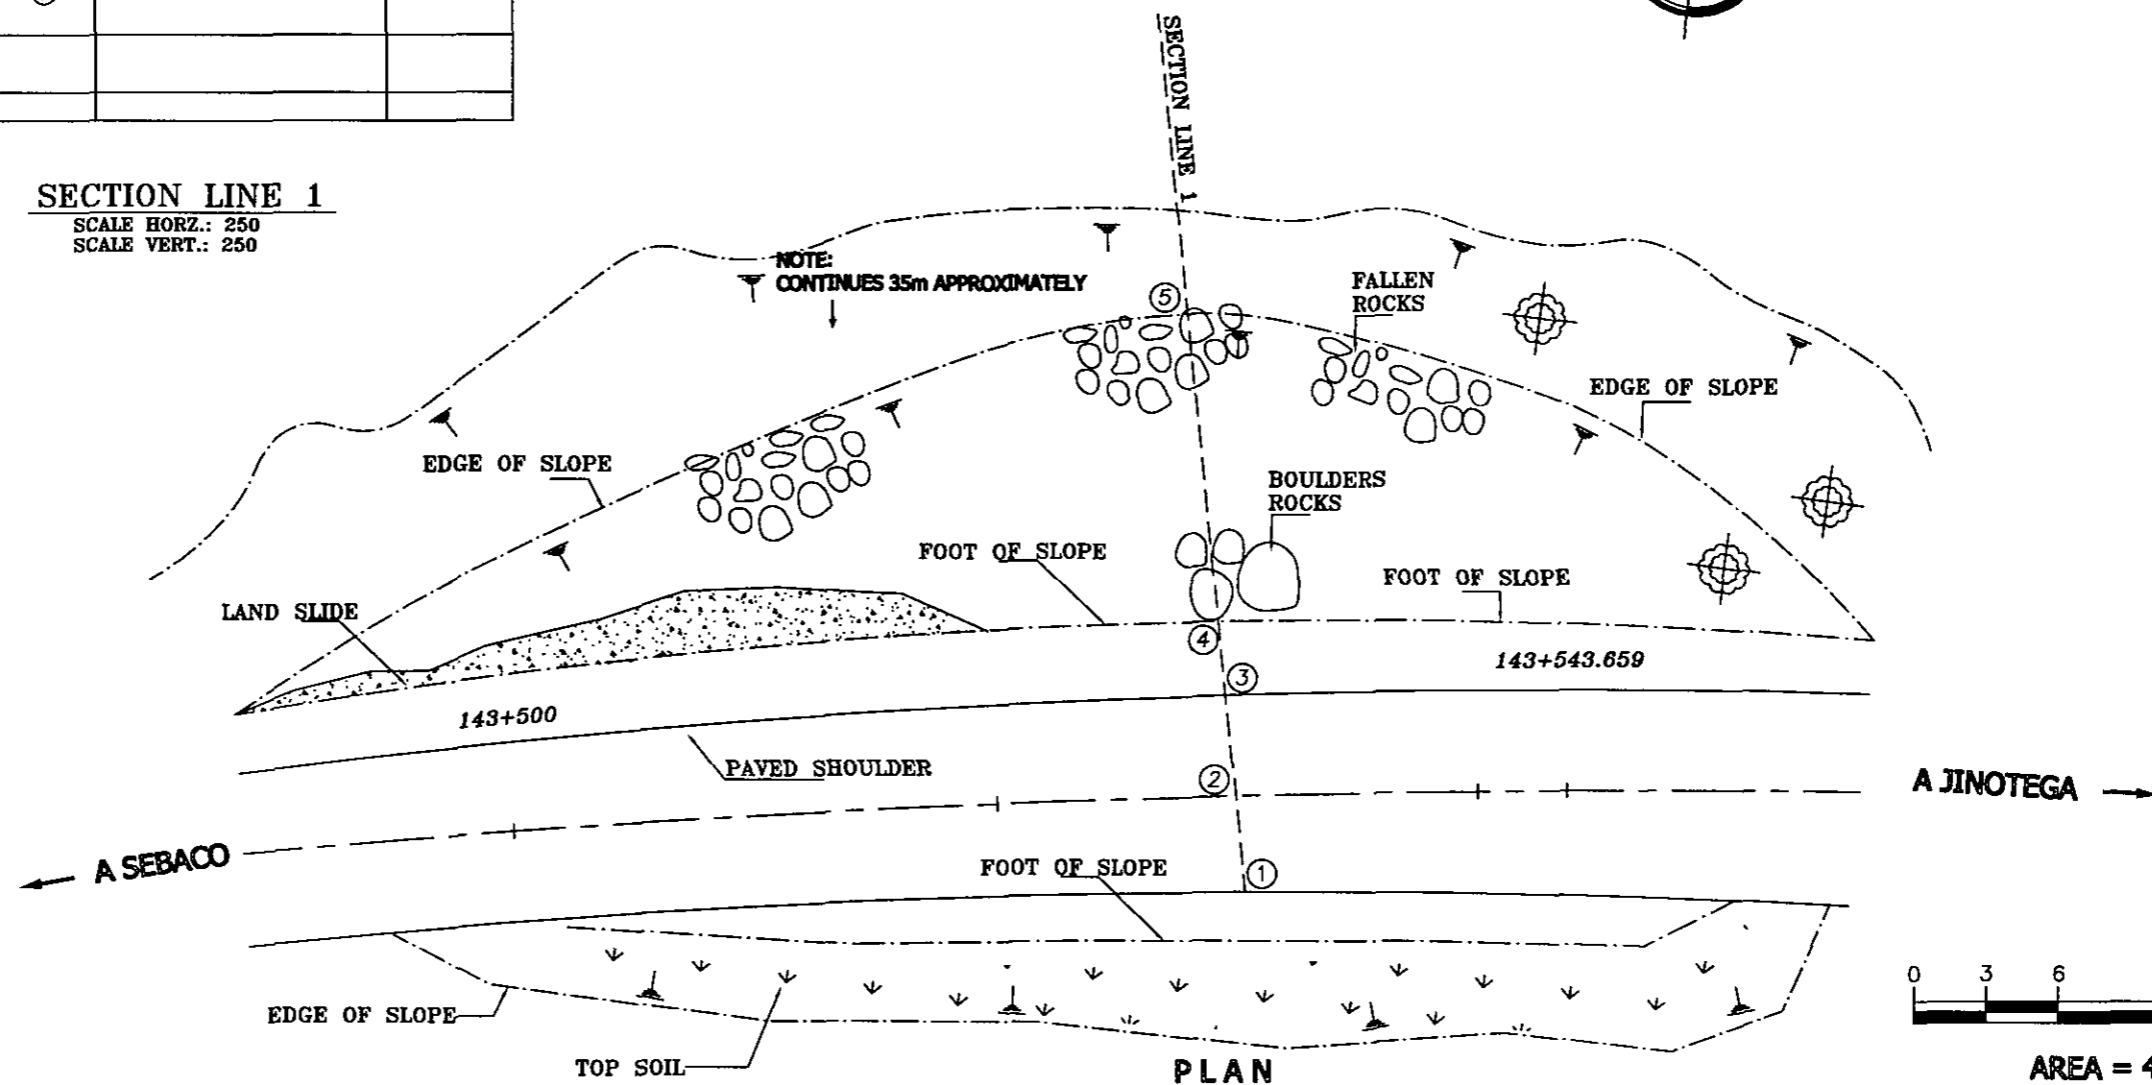 SECTION LINE 1
SECTION LINE 1
SCALE HORZ.: 250
SCALE VERT.: 250
NOTE:
CONTINUES 35m APPROXIMATELY
5
FALLEN
ROCKS
EDGE OF SLOPE
EDGE OF SLOPE
BOULDERS
ROCKS
FOOT OF SLOPE
FOOT OF SLOPE
LAND SLIDE
4
143+543.659
3
143+500
PAVED SHOULDER
2
A JINOTEGA
A SEBACO
FOOT OF SLOPE
1
0 3 6
EDGE OF SLOPE
TOP SOIL
PLAN
AREA =